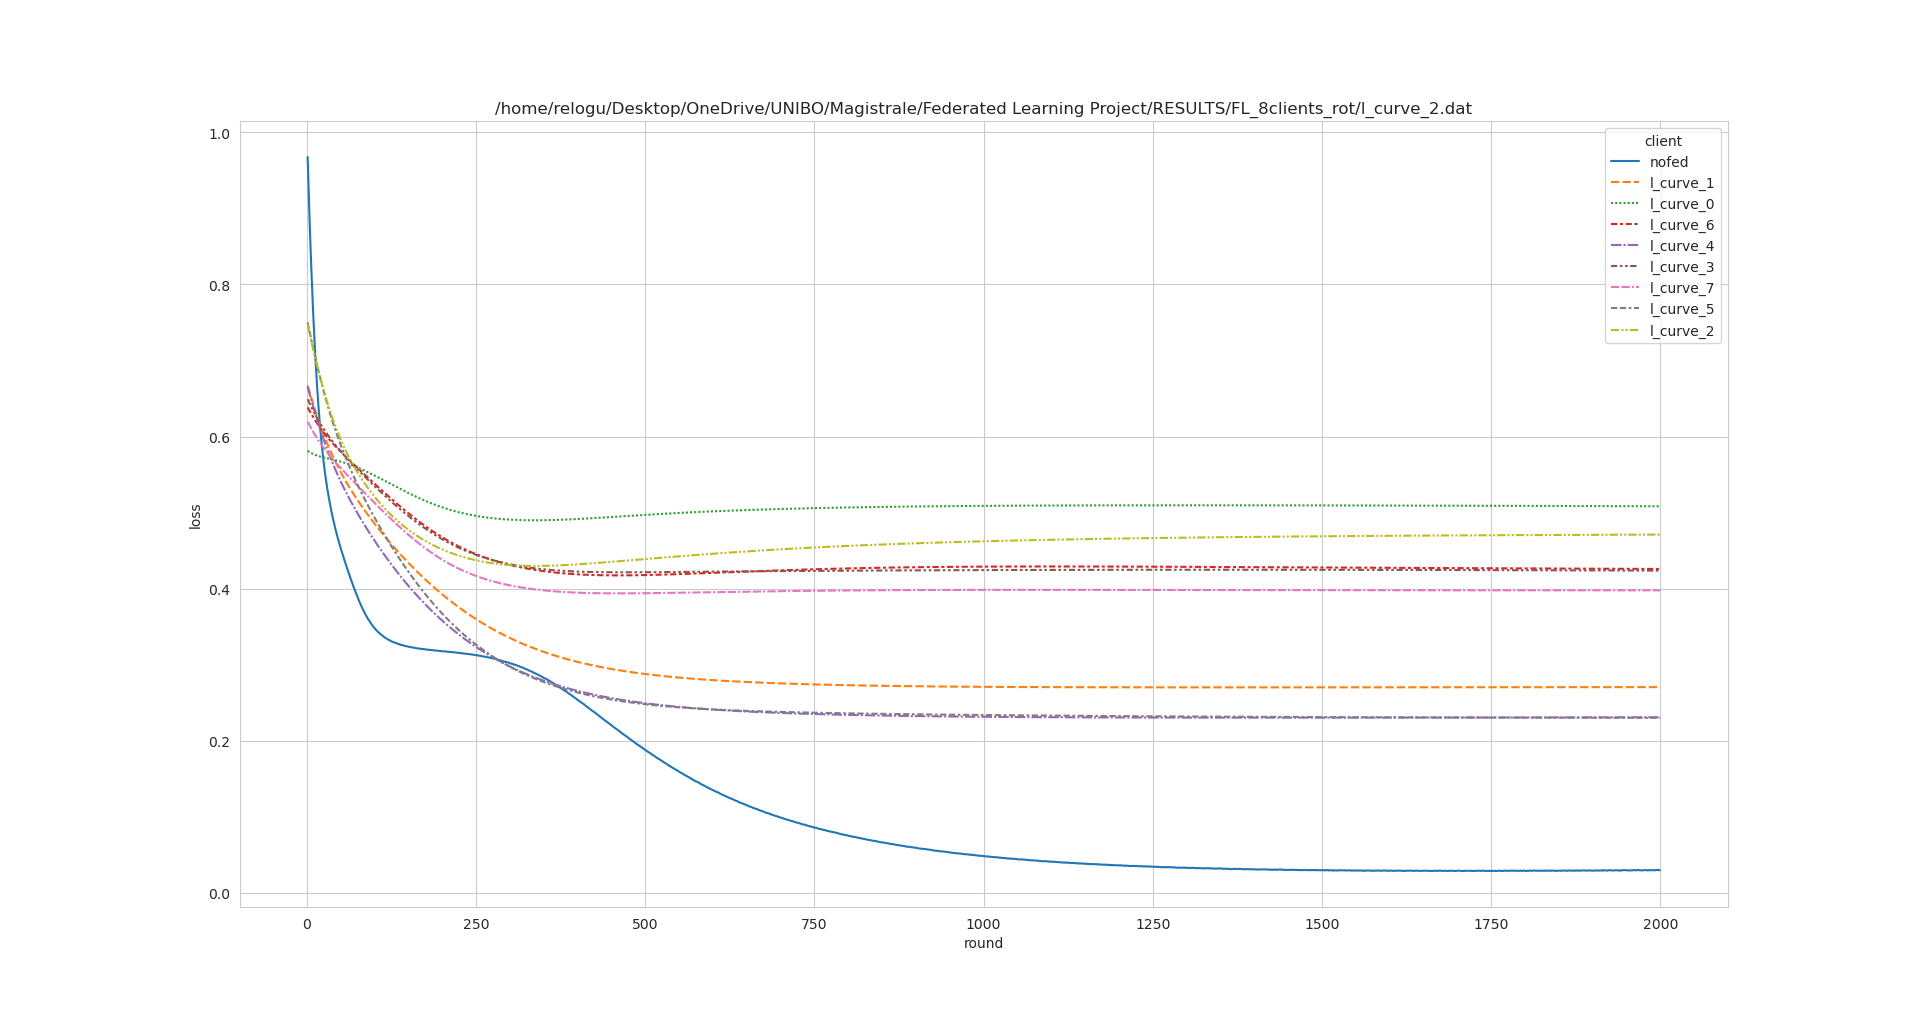 /home/relogu/Desktop/OneDrive/UNIBO/Magistrale/Federated Learning Project/RESULTS/FL_8clients_rot/l_curve_2.dat
client
nofed
l_curve_1
l_curve_0
l_curve_6
l_curve_4
l_curve_3
l_curve_7
l_curve_5
l_curve_2
loss
1.0
0.8
0.6
0.4
0.2
0.0
0
250
500
750
1000
1250
1500
1750
2000
round